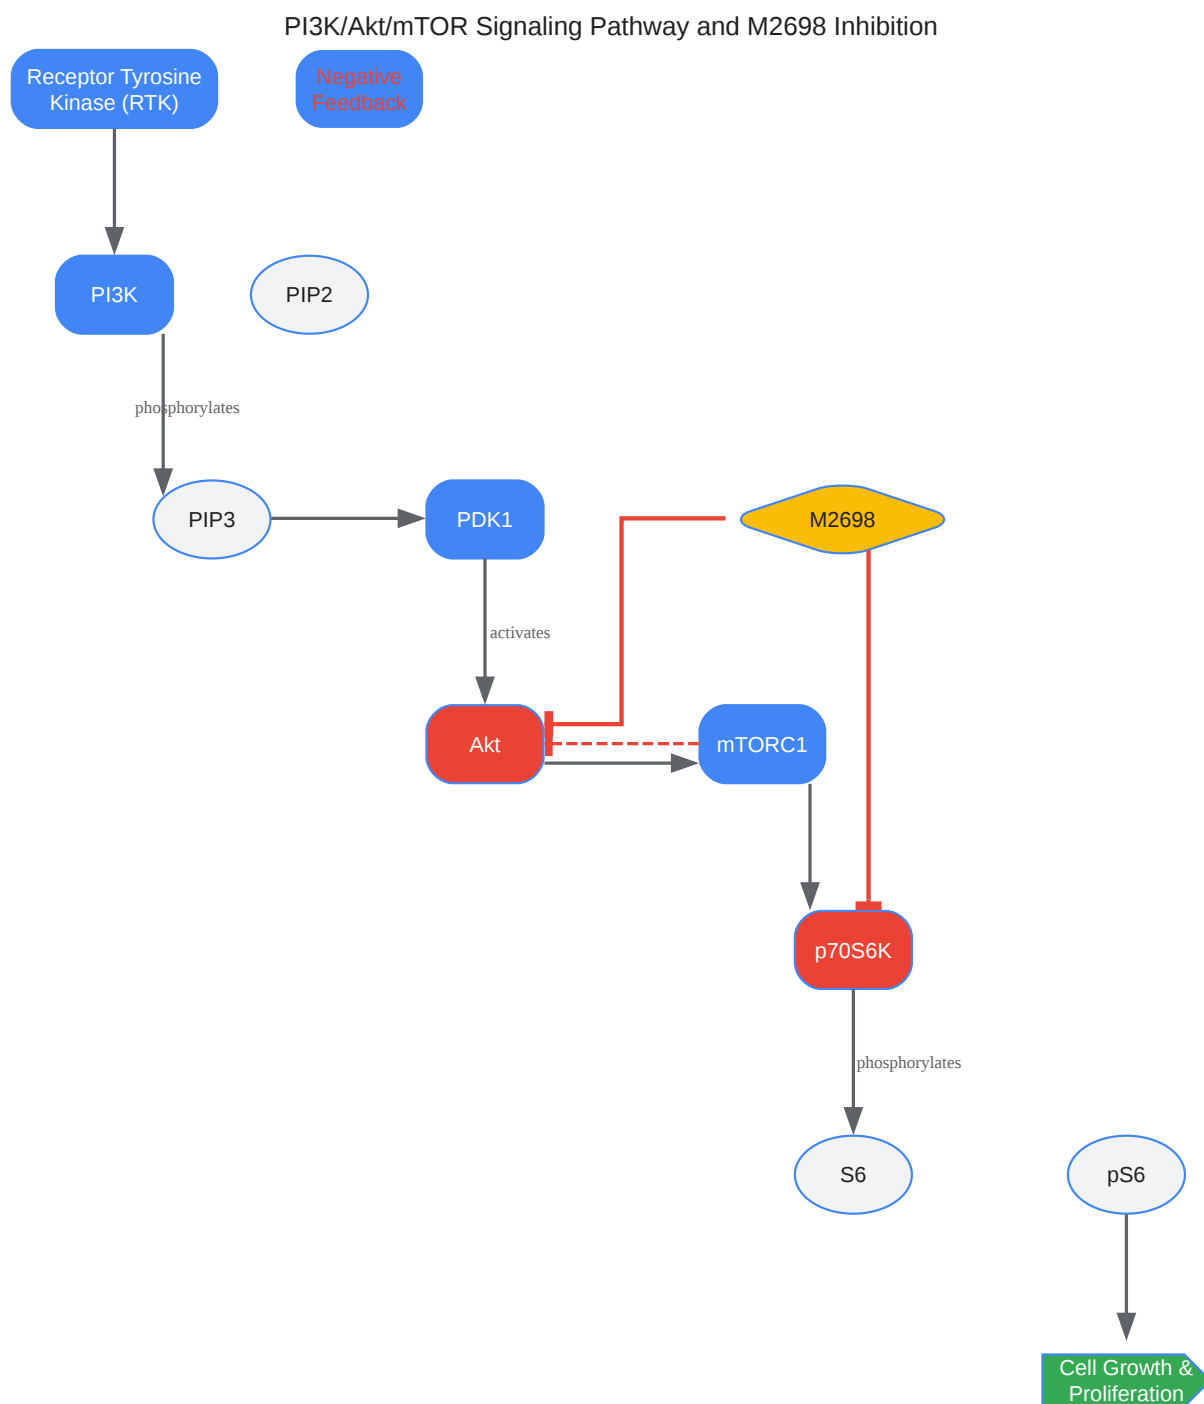 PI3K/Akt/mTOR Signaling Pathway and M2698 Inhibition
Receptor Tyrosine
Kinase (RTK)
Negative
Feedback
PI3K
PIP2
phosphorylates
PIP3
PDK1
M2698
activates
Akt
mTORC1
p70S6K
phosphorylates
S6
pS6
Cell Growth &
Proliferation